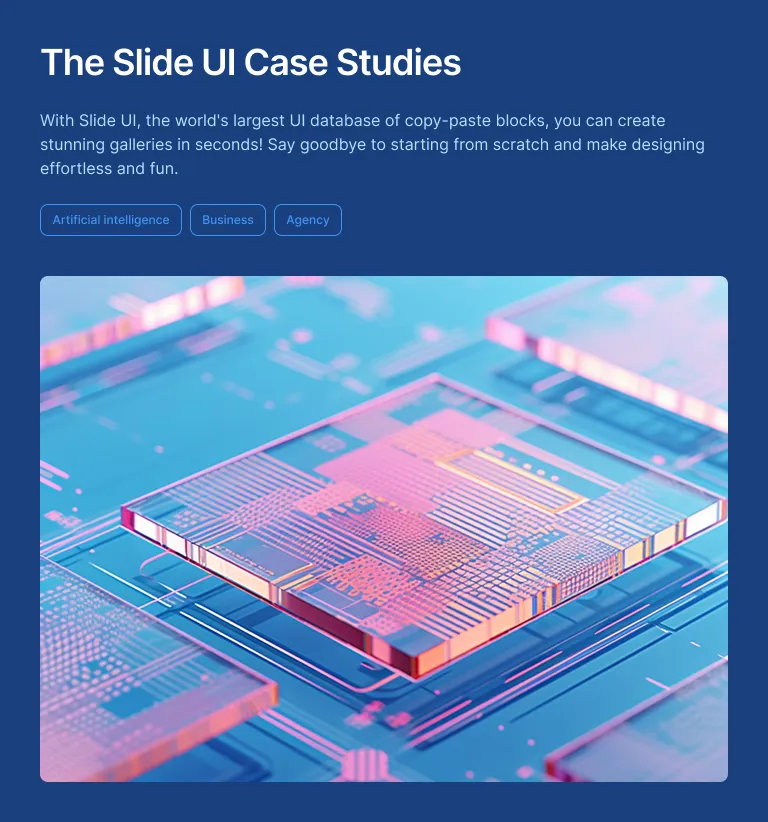 The Slide UI Case Studies
With Slide UI, the world's largest UI database of copy-paste blocks, you can create
stunning galleries in seconds! Say goodbye to starting from scratch and make designing
effortless and fun.
Artificial intelligence
Business
Agency